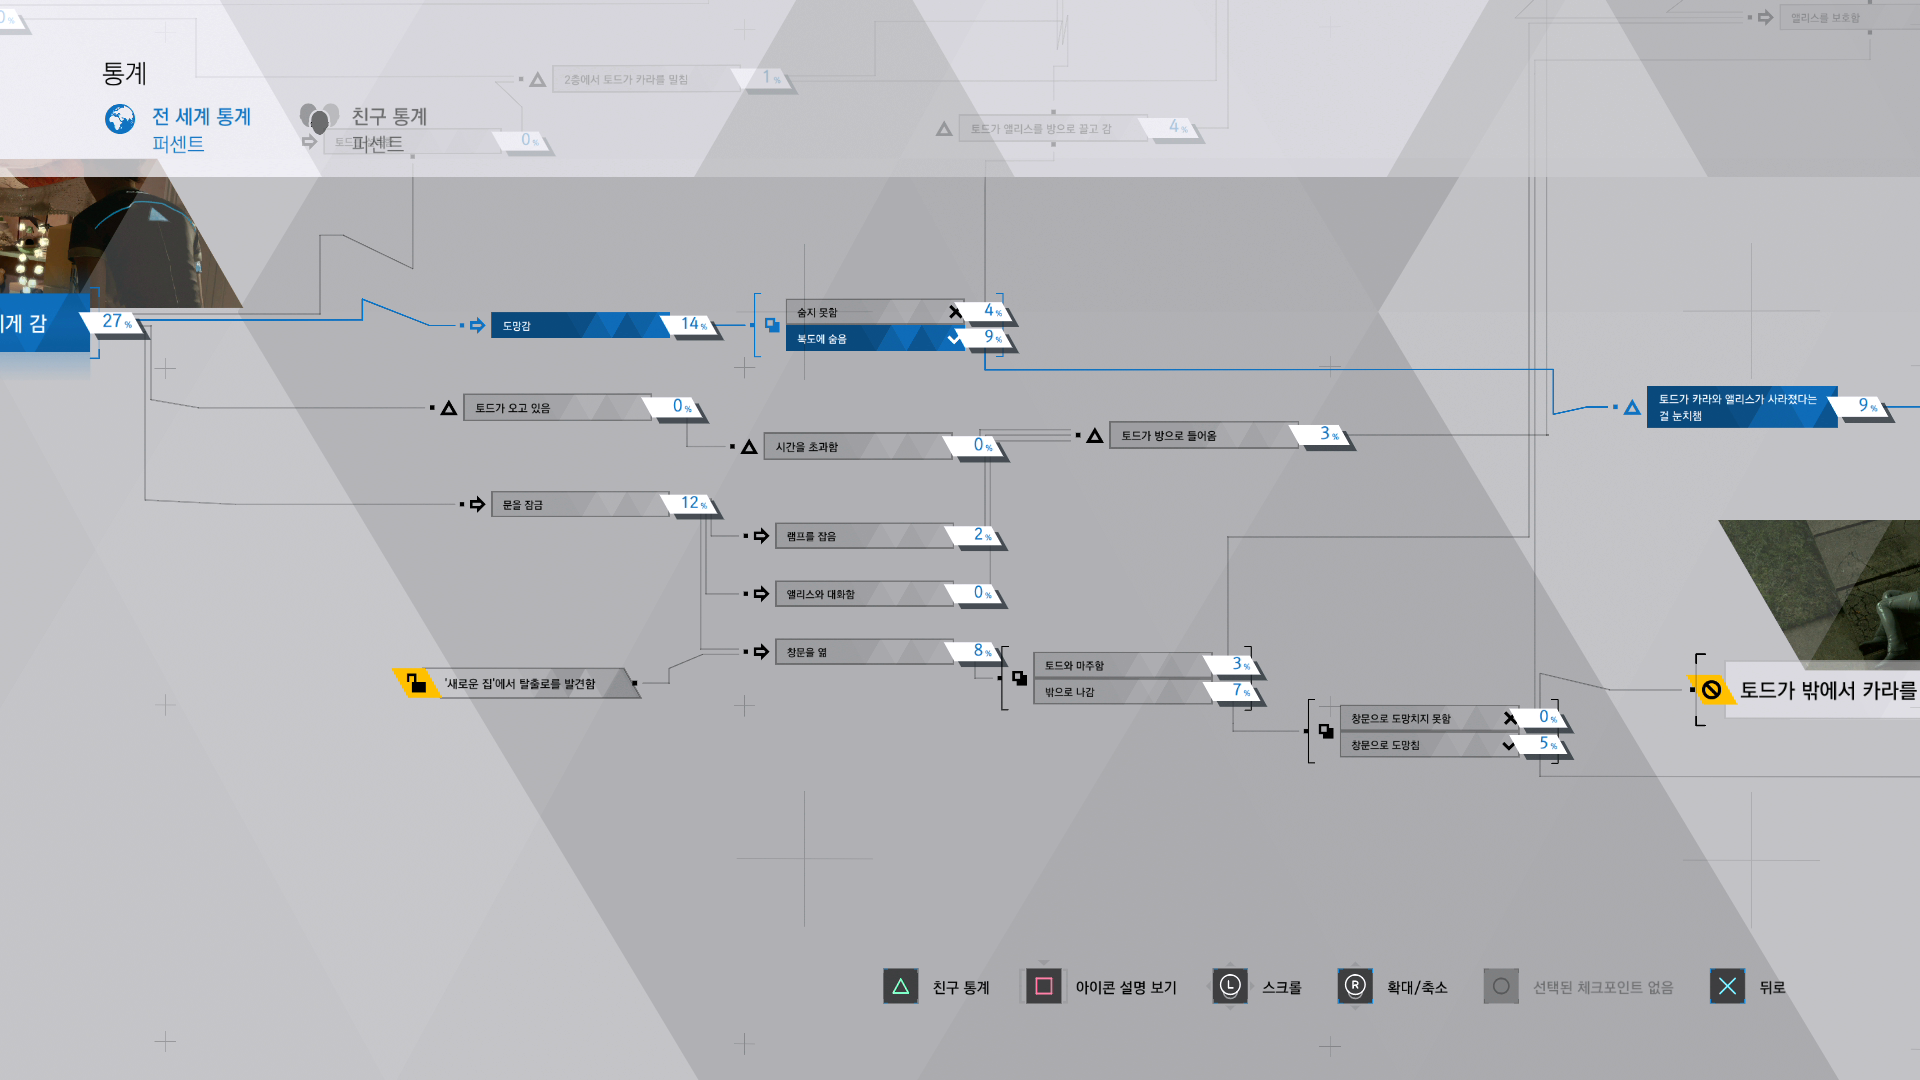 0%
멀리스를 보호함
통계
2층에서 토드가 카라를 밀침 1%
전 세계 통계
퍼센트
친구 통계
퍼센트
0%
토드가 앨리스를 방으로 끌고 감 4%
게 감 27%
도망감 14%
숨지 못함 4%
복도에 숨음 9%
토드가 카라와 앨리스가 사라졌다는
걸 눈치챔
9%
토드가 오고 있음 0%
시간을 초과함 0%
토드가 방으로 들어옴 3%
문을 잠금 12%
램프를 잡음 2%
앨리스와 대화함 0%
창문을 엶 8%
'새로운 집'에서 탈출로를 발견함
토드와 마주함 3%
밖으로 나감 7%
창문으로 도망치지 못함 0%
창문으로 도망침 5%
토드가 밖에서 카라를
친구 통계
아이콘 설명 보기
L 스크롤
R 확대/축소
선택된 체크포인트 없음
뒤로